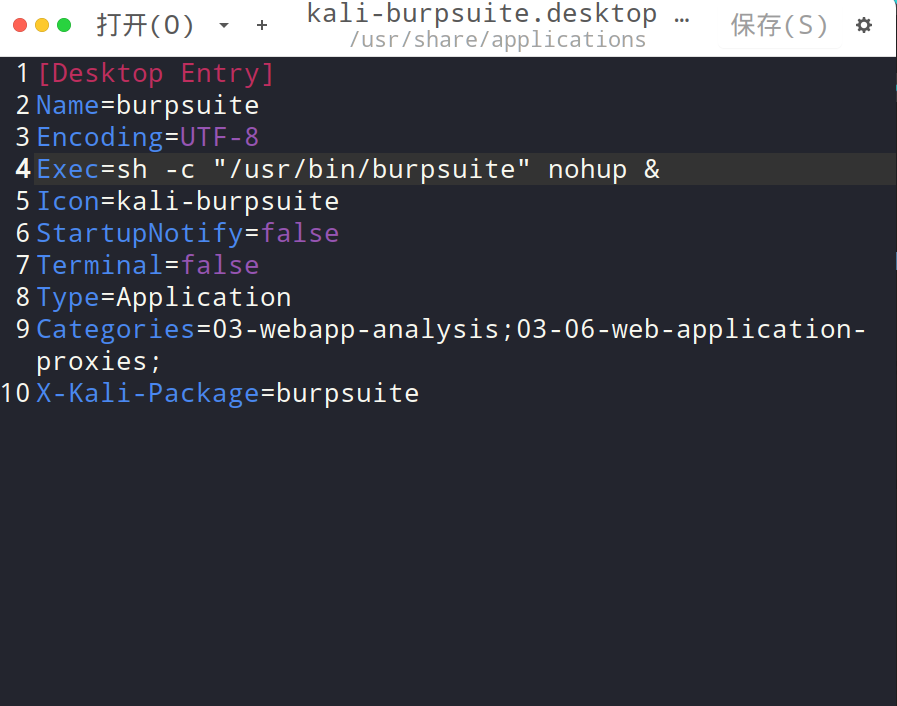 打开(O)
kali-burpsuite.desktop …
/usr/share/applications
保存(S)
1 [Desktop Entry]
2 Name=burpsuite
3 Encoding=UTF-8
4 Exec=sh -c "/usr/bin/burpsuite" nohup &
5 Icon=kali-burpsuite
6 StartupNotify=false
7 Terminal=false
8 Type=Application
9 Categories=03-webapp-analysis;03-06-web-application-
proxies;
10 X-Kali-Package=burpsuite